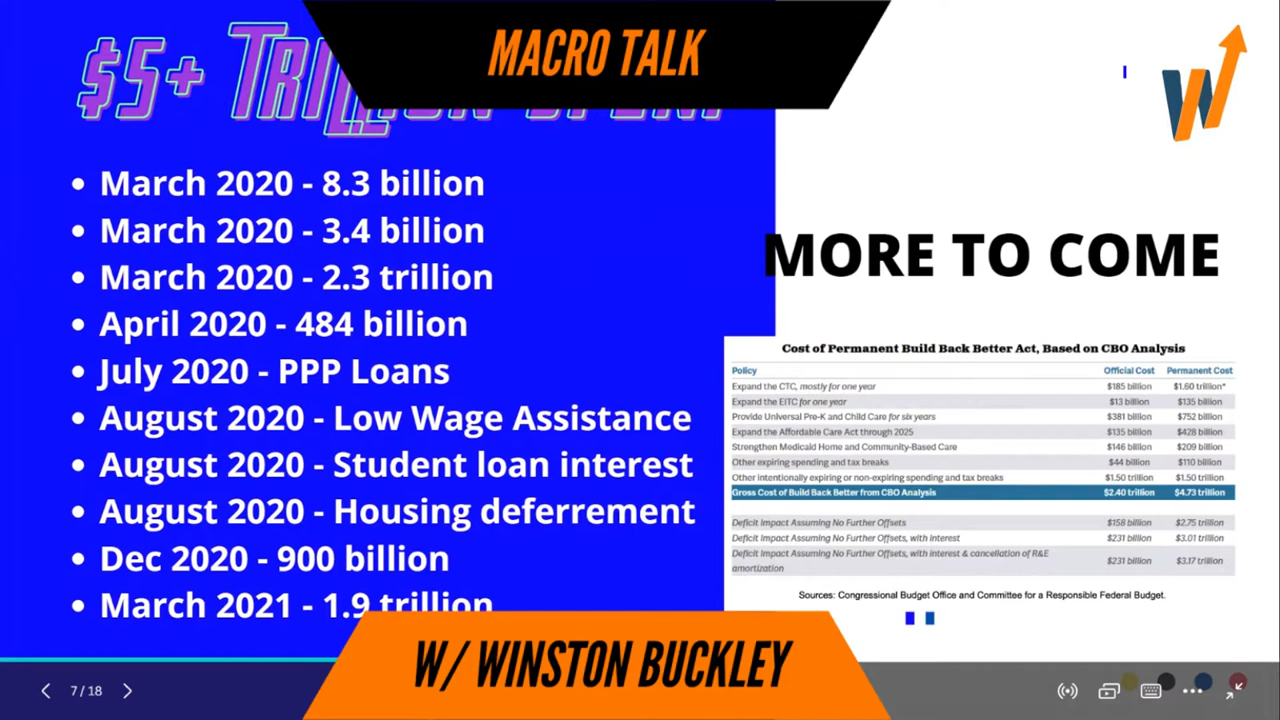 $5+ TRILLION SPENT
MACRO TALK
March 2020 - 8.3 billion
March 2020 - 3.4 billion
March 2020 - 2.3 trillion
April 2020 - 484 billion
July 2020 - PPP Loans
August 2020 - Low Wage Assistance
August 2020 - Student loan interest
August 2020 - Housing deferrement
Dec 2020 - 900 billion
March 2021 - 1.9 trillion
MORE TO COME
Cost of Permanent Build Back Better Act, Based on CBO Analysis
Policy Official Cost Permanent Cost
Expand the CTC, mostly for one year $185 billion $1.60 trillion*
Expand the EITC for one year $13 billion $135 billion
Provide Universal Pre-K and Child Care for six years $381 billion $752 billion
Expand the Affordable Care Act through 2025 $135 billion $428 billion
Strengthen Medicaid Home and Community-Based Care $146 billion $209 billion
Other expiring spending and tax breaks $44 billion $110 billion
Other intentionally expiring or non-expiring spending and tax breaks $1.50 trillion $1.50 trillion
Gross Cost of Build Back Better from CBO Analysis $2.40 trillion $4.73 trillion
Deficit Impact Assuming No Further Offsets $158 billion $2.75 trillion
Deficit Impact Assuming No Further Offsets, with interest $231 billion $3.01 trillion
Deficit Impact Assuming No Further Offsets, with interest & cancellation of R&E
amortization $231 billion $3.17 trillion
Sources: Congressional Budget Office and Committee for a Responsible Federal Budget.
W/ WINSTON BUCKLEY
7 / 18